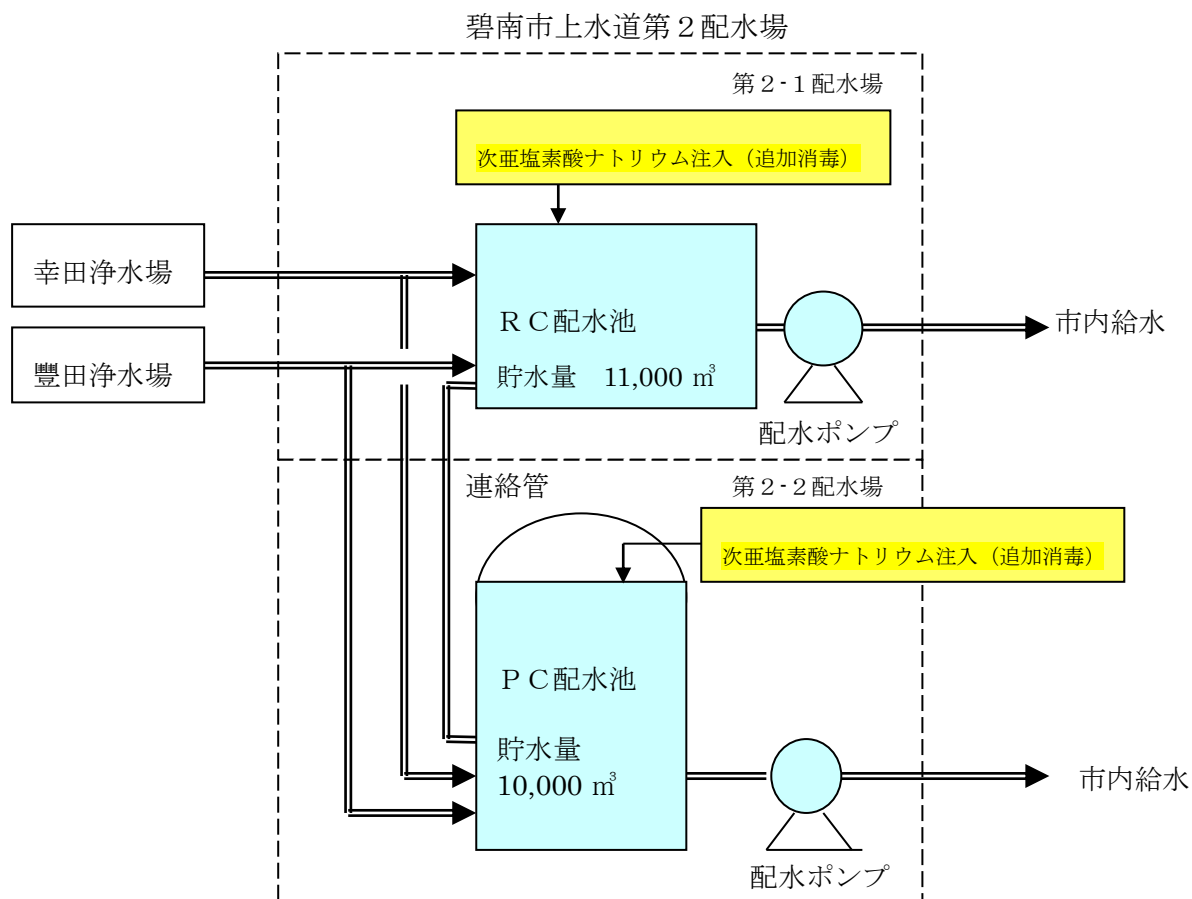 碧南市上水道第２配水場
第２-１配水場
次亜塩素酸ナトリウム注入（追加消毒）
幸田浄水場
豊田浄水場
ＲＣ配水池
貯水量　11,000 ㎥
市内給水
配水ポンプ
連絡管
第２-２配水場
次亜塩素酸ナトリウム注入（追加消毒）
ＰＣ配水池
貯水量
10,000 ㎥
市内給水
配水ポンプ